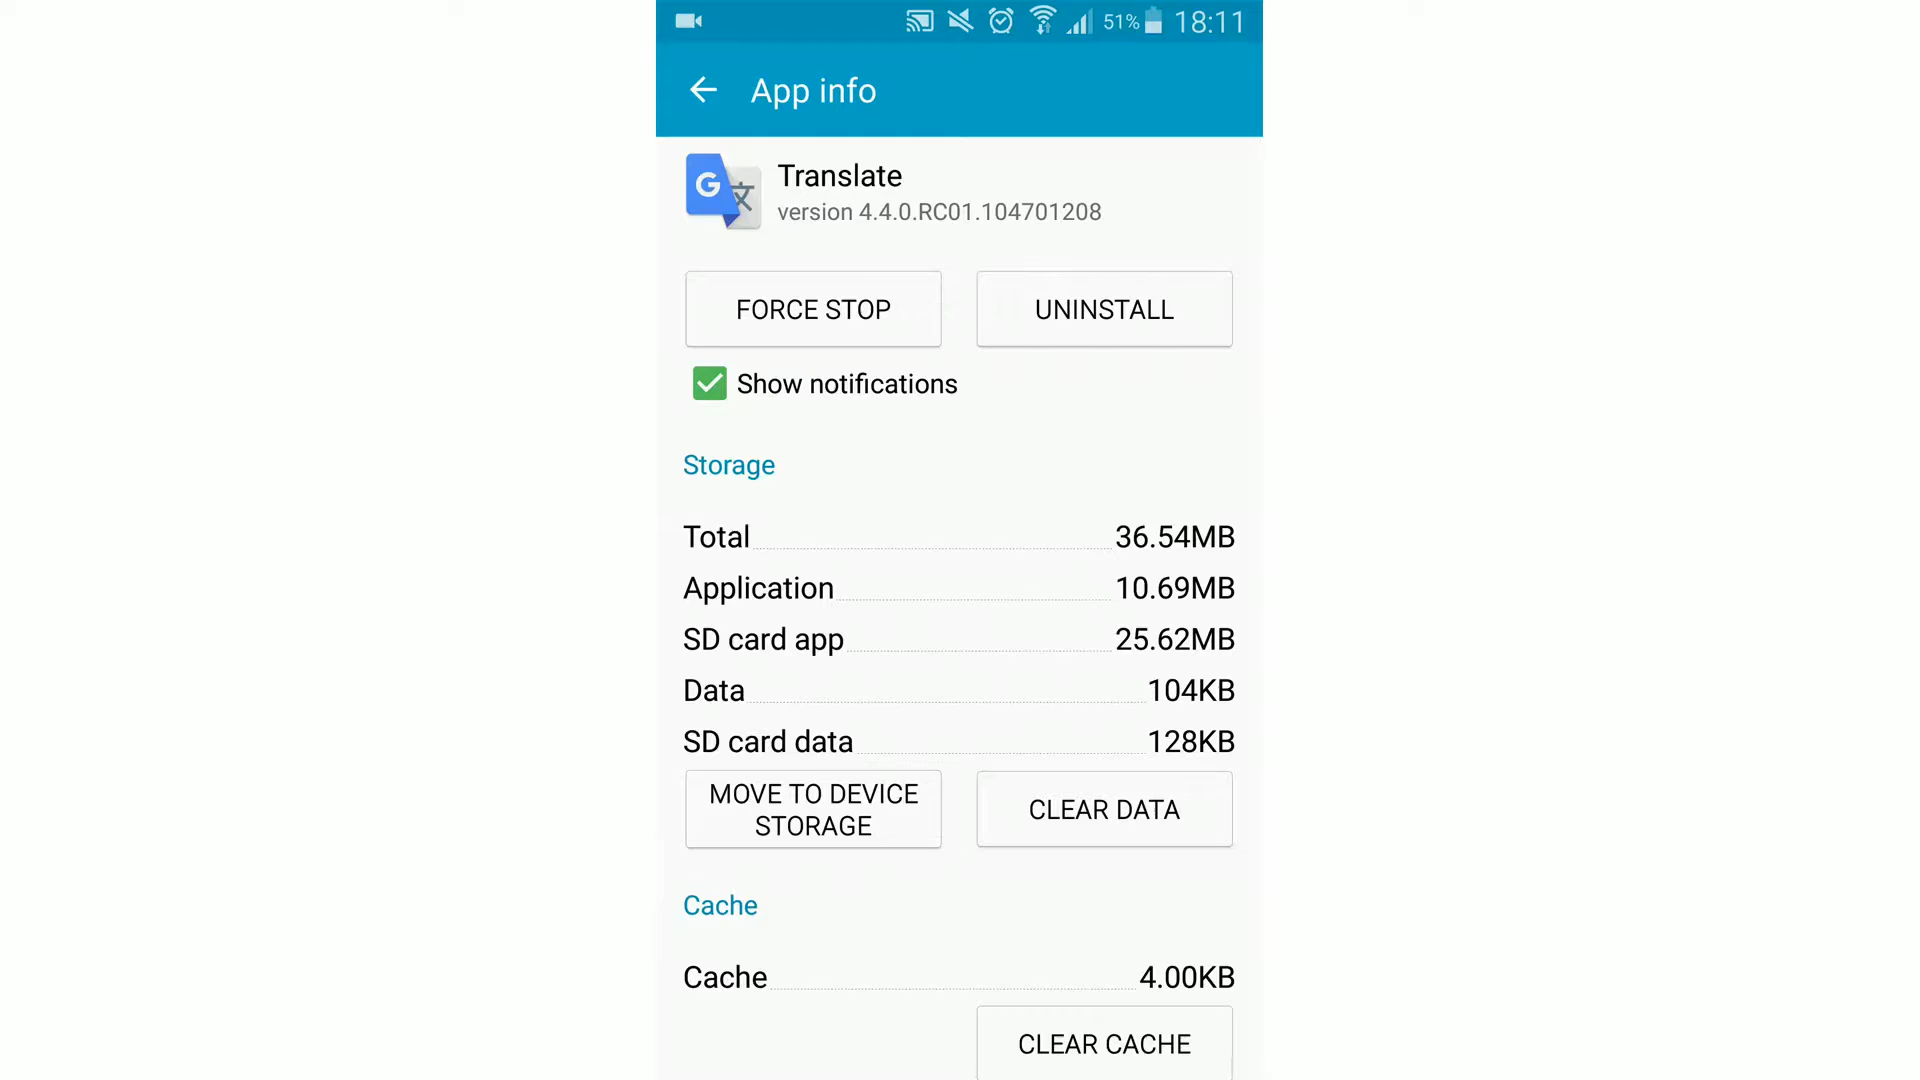 51% 18:11
App info
G 文
Translate
version 4.4.0.RC01.104701208
FORCE STOP UNINSTALL
Show notifications
Storage
Total 36.54MB
Application 10.69MB
SD card app 25.62MB
Data 104KB
SD card data 128KB
MOVE TO DEVICE
STORAGE
CLEAR DATA
Cache
Cache 4.00KB
CLEAR CACHE